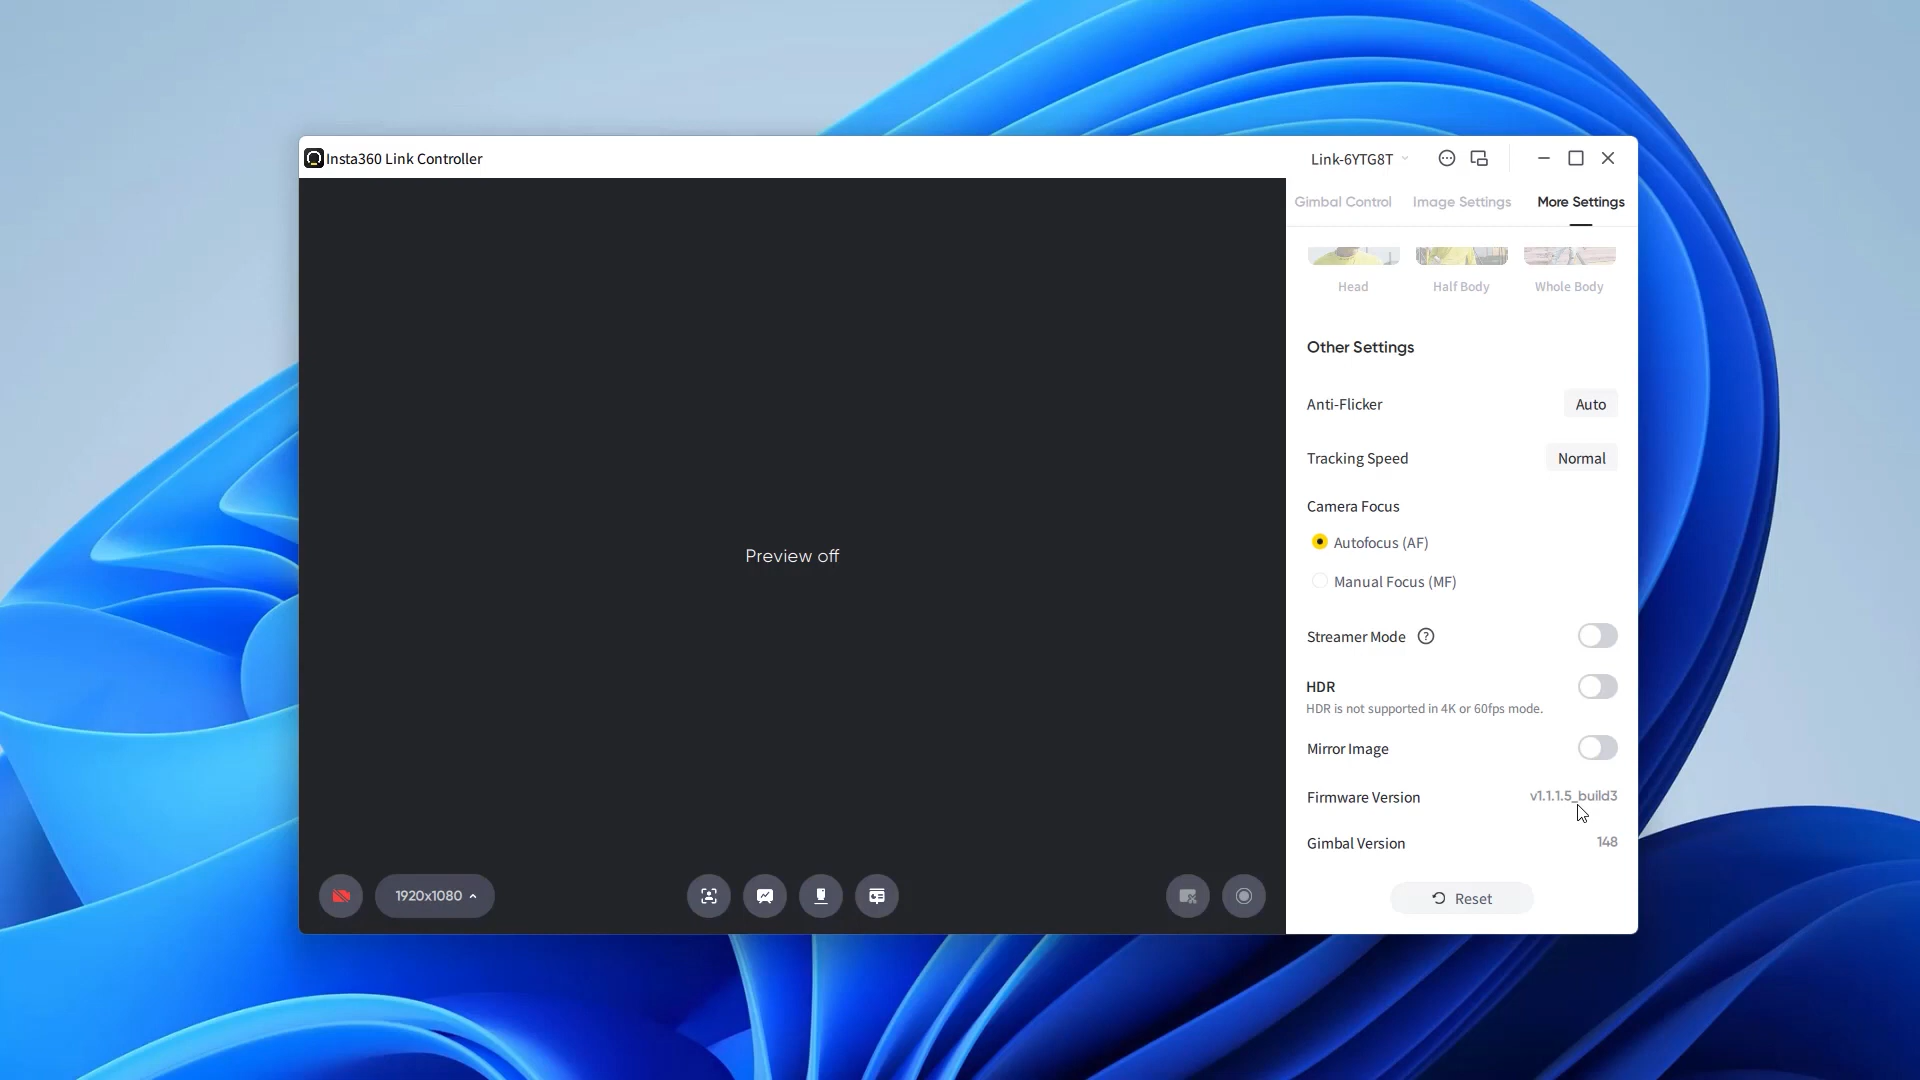 Insta360 Link Controller
Link-6YTG8T
Gimbal Control
Image Settings
More Settings
Head
Half Body
Whole Body
Other Settings
Anti-Flicker
Auto
Tracking Speed
Normal
Camera Focus
Autofocus (AF)
Manual Focus (MF)
Streamer Mode ?
HDR
HDR is not supported in 4K or 60fps mode.
Mirror Image
Firmware Version
v1.1.1.5_build3
Gimbal Version
148
Reset
Preview off
1920x1080